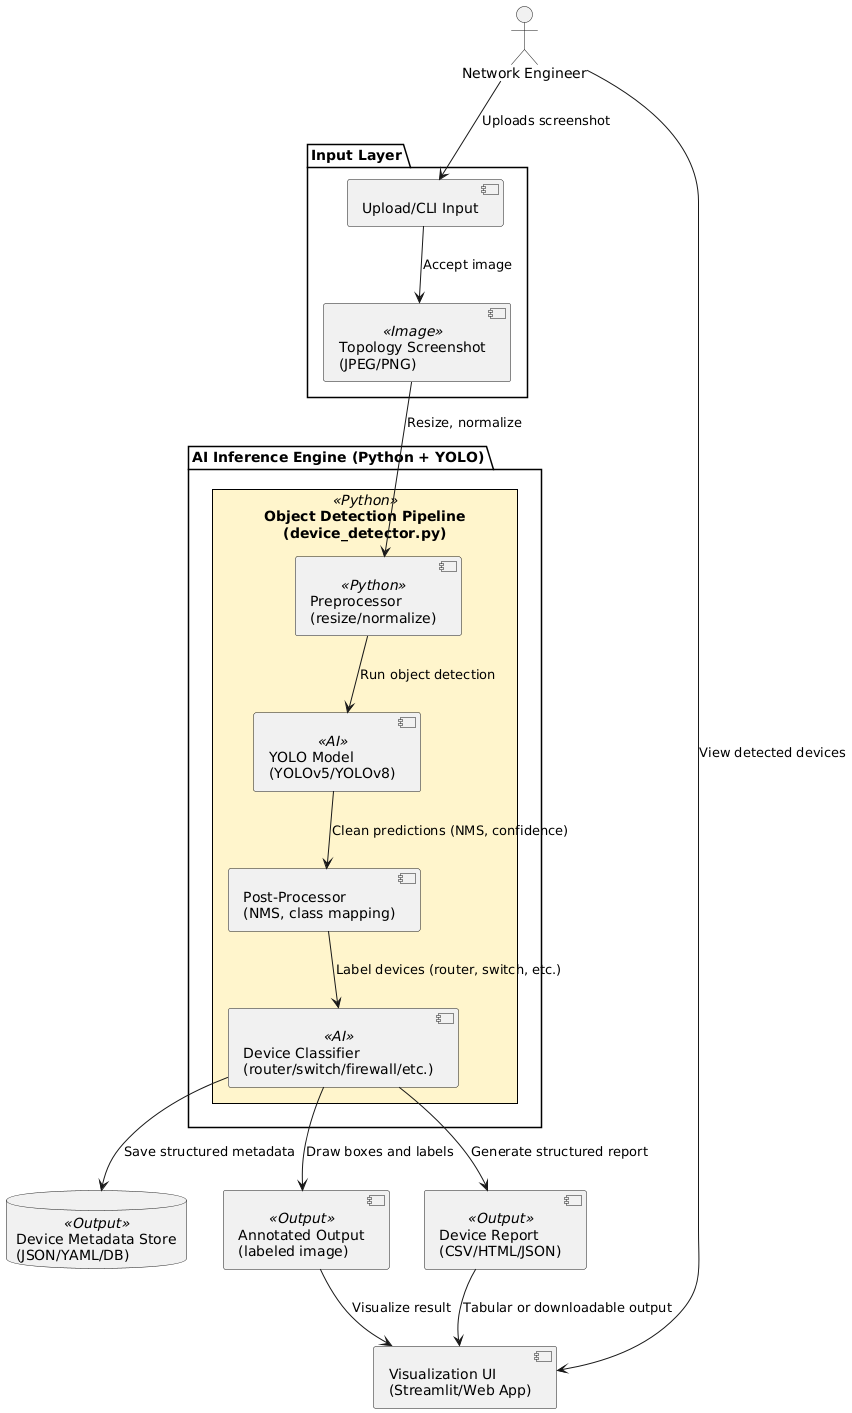 Network Engineer
Uploads screenshot
Input Layer
Upload/CLI Input
Accept image
«Image»
Topology Screenshot
(JPEG/PNG)
Resize, normalize
AI Inference Engine (Python + YOLO)
«Python»
Object Detection Pipeline
(device_detector.py)
«Python»
Preprocessor
(resize/normalize)
Run object detection
«AI»
YOLO Model
(YOLOv5/YOLOv8)
View detected devices
Clean predictions (NMS, confidence)
Post-Processor
(NMS, class mapping)
Label devices (router, switch, etc.)
«AI»
Device Classifier
(router/switch/firewall/etc.)
Save structured metadata
Draw boxes and labels
Generate structured report
«Output»
Device Metadata Store
(JSON/YAML/DB)
«Output»
Annotated Output
(labeled image)
«Output»
Device Report
(CSV/HTML/JSON)
Visualize result
Tabular or downloadable output
Visualization UI
(Streamlit/Web App)